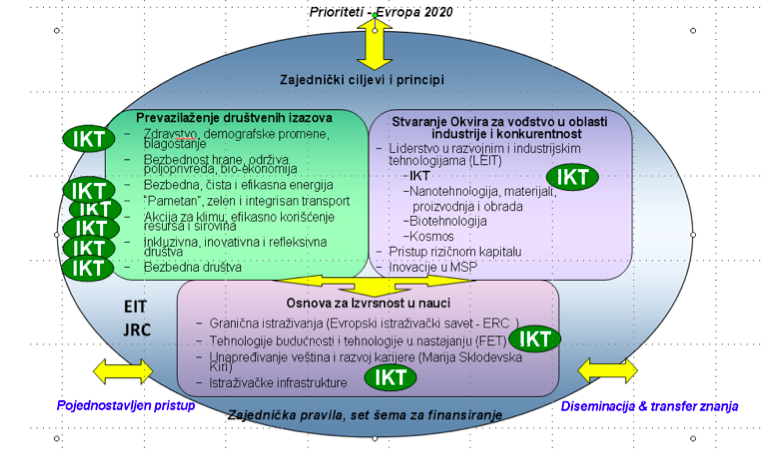 Prioriteti - Evropa 2020
Zajednički ciljevi i principi
Prevazilaženje društvenih izazova
IKT
– Zdravstvo, demografske promene,
blagostanje
– Bezbednost hrane, održiva
poljoprivreda, bio-ekonomija
IKT
– Bezbedna, čista i efikasna energija
IKT
– "Pametan", zelen i integrisan transport
IKT
– Akcija za klimu, efikasno korišćenje
resursa i sirovina
IKT
– Inkluzivna, inovativna i refleksivna
društva
IKT
– Bezbedna društva
Stvaranje Okvira za vođstvo u oblasti
industrije i konkurentnost
– Liderstvo u razvojnim i industrijskim
tehnologijama (LEIT)
–IKT
IKT
–Nanotehnologija, materijali,
proizvodnja i obrada
–Biotehnologija
–Kosmos
– Pristup rizičnom kapitalu
– Inovacije u MSP
EIT
JRC
Osnova za Izvrsnost u nauci
– Granična istraživanja (Evropski istraživački savet - ERC )
– Tehnologije budućnosti i tehnologije u nastajanju (FET)
IKT
– Unapređivanje veština i razvoj karijere (Marija Sklodevska
Kiri)
– Istraživačke infrastrukture
IKT
Pojednostavljen pristup
Diseminacija & transfer znanja
Zajednička pravila, set šema za finansiranje